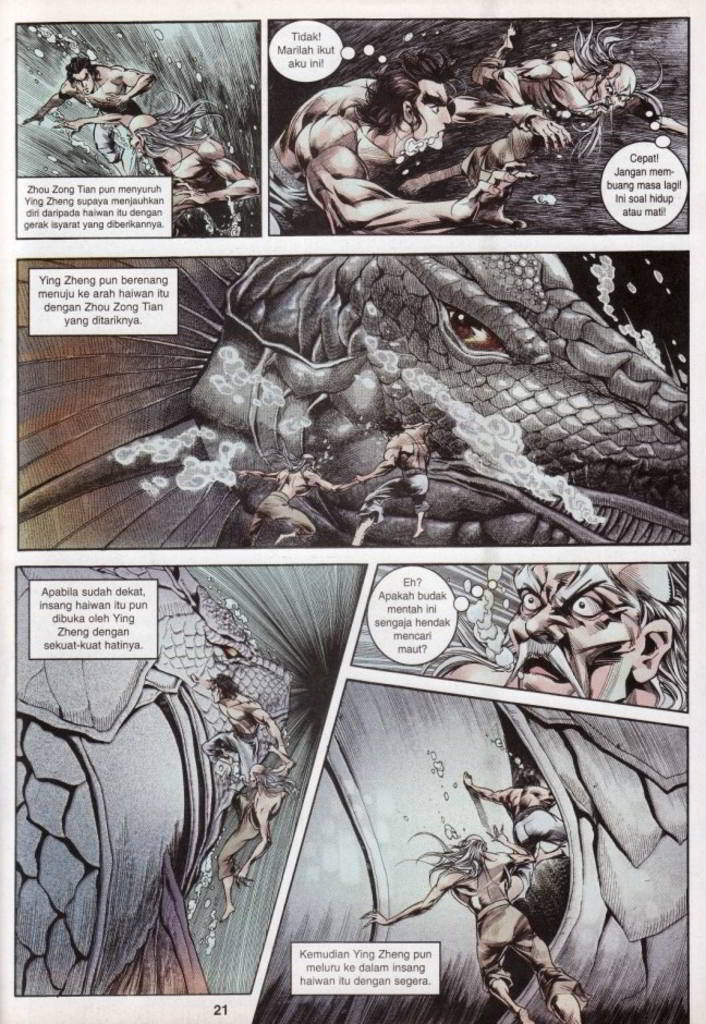 Zhou Zong Tian pun menyuruh
Ying Zheng supaya menjauhkan
diri daripada haiwan itu dengan
gerak isyarat yang diberikannya.
Tidak!
Marilah ikut
aku ini!
Cepat!
Jangan mem-
buang masa lagi!
Ini soal hidup
atau mati!
Ying Zheng pun berenang
menuju ke arah haiwan itu
dengan Zhou Zong Tian
yang ditariknya.
Apabila sudah dekat,
insang haiwan itu pun
dibuka oleh Ying
Zheng dengan
sekuat-kuat hatinya.
Eh?
Apakah budak
mentah ini
sengaja hendak
mencari
maut?
Kemudian Ying Zheng pun
meluru ke dalam insang
haiwan itu dengan segera.
21